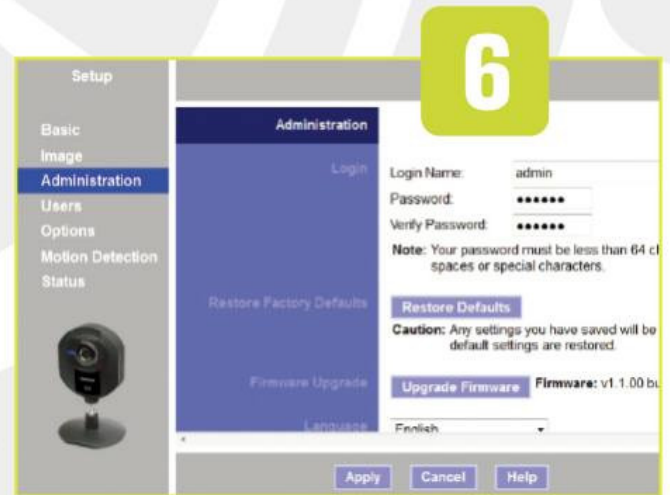 6
Setup
Basic
Image
Administration
Users
Options
Motion Detection
Status
Administration
Login
Login Name: admin
Password: ••••••
Verify Password: ••••••
Note: Your password must be less than 64
spaces or special characters.
Restore Factory Defaults
Restore Defaults
Caution: Any settings you have saved will be
default settings are restored.
Firmware Upgrade
Upgrade Firmware Firmware: v1.1.00
Language
English
Apply Cancel Help